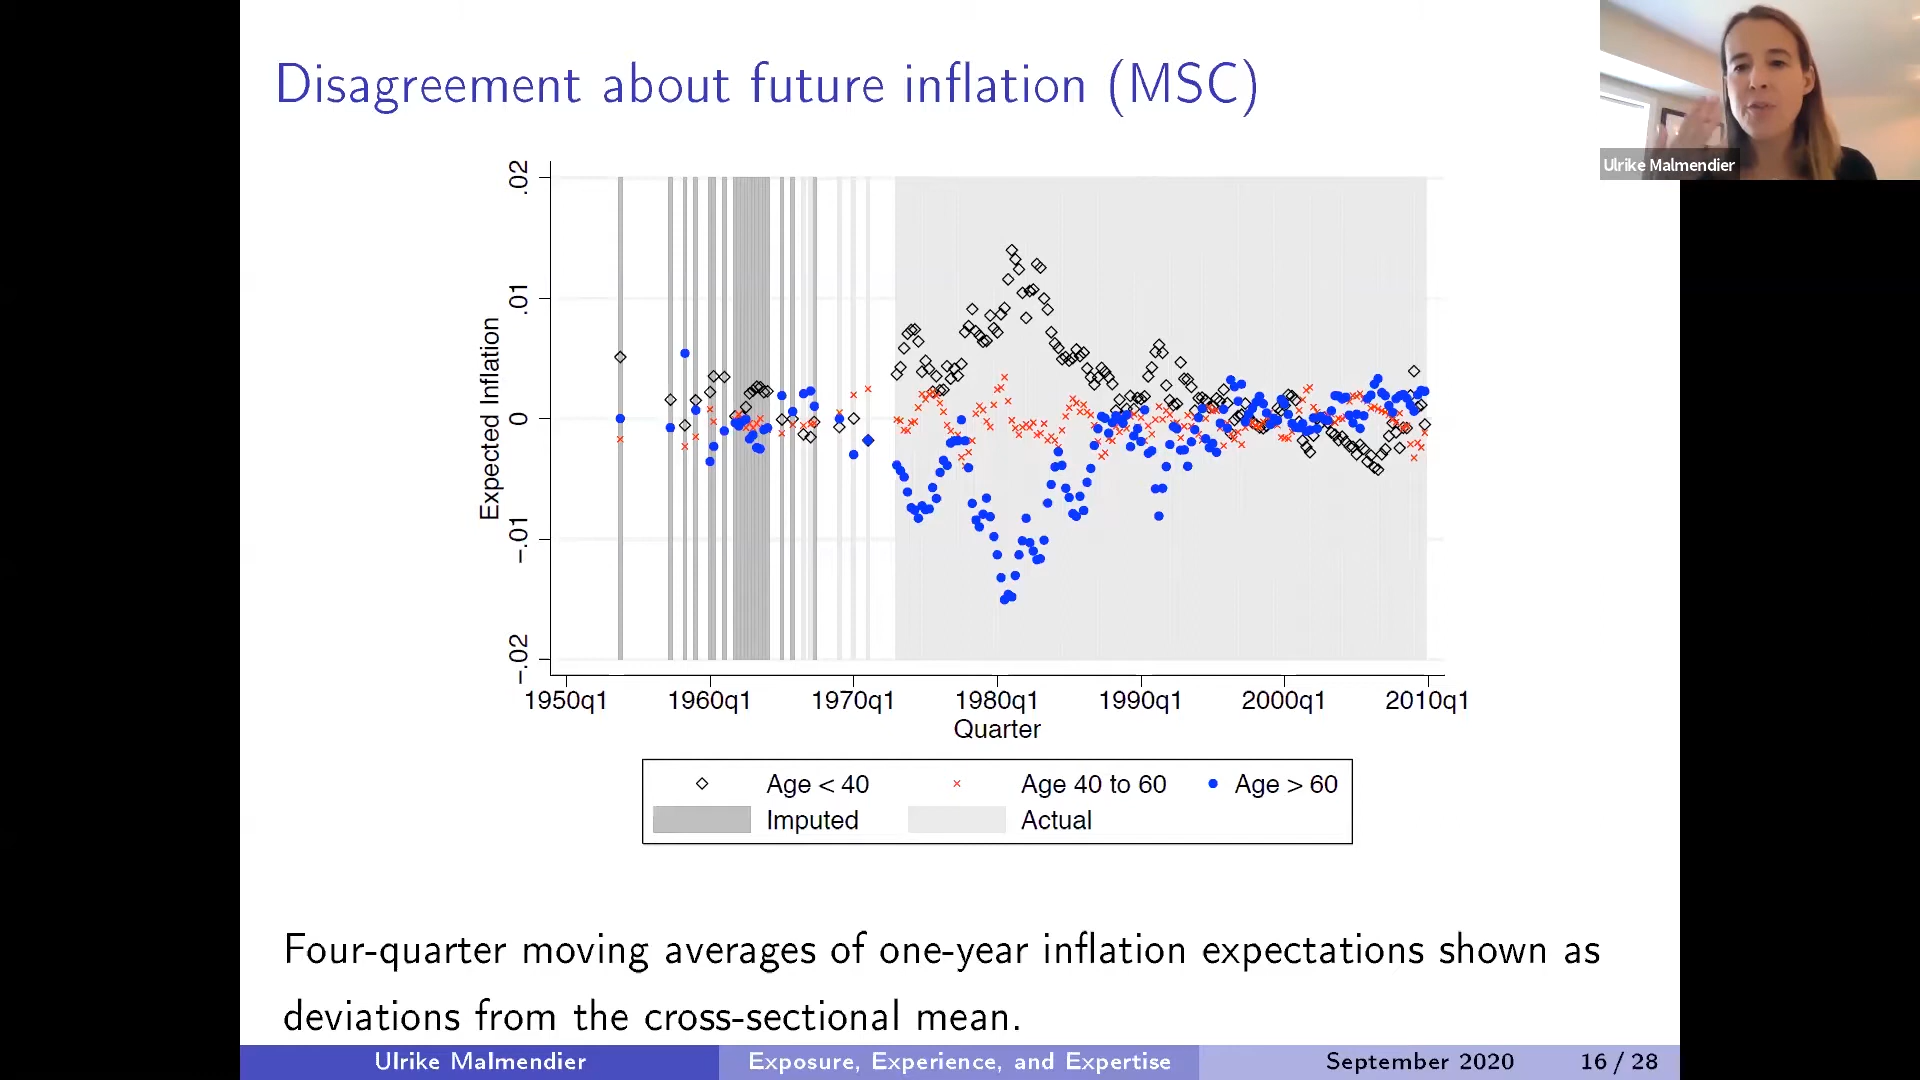 Disagreement about future inflation (MSC)
Ulrike Malmendier
.02
.01
0
-.01
-.02
Expected Inflation
1950q1 1960q1 1970q1 1980q1 1990q1 2000q1 2010q1
Quarter
Age < 40 Age 40 to 60 Age > 60
Imputed Actual
Four-quarter moving averages of one-year inflation expectations shown as
deviations from the cross-sectional mean.
Ulrike Malmendier Exposure, Experience, and Expertise September 2020 16 / 28